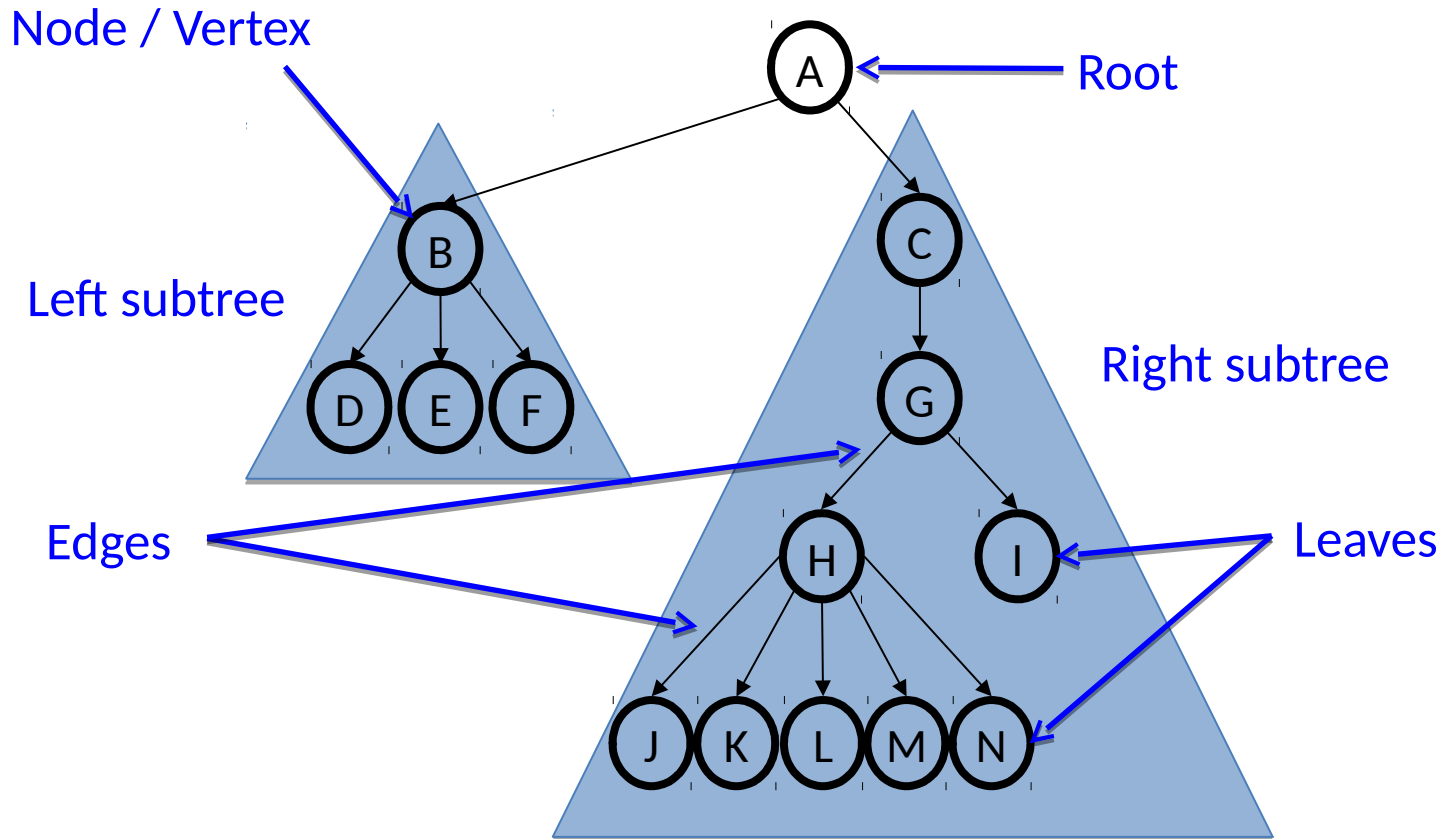 Node / Vertex
A
Root
B
C
Left subtree
Right subtree
D E F
G
Edges
H
I
Leaves
J K L M N